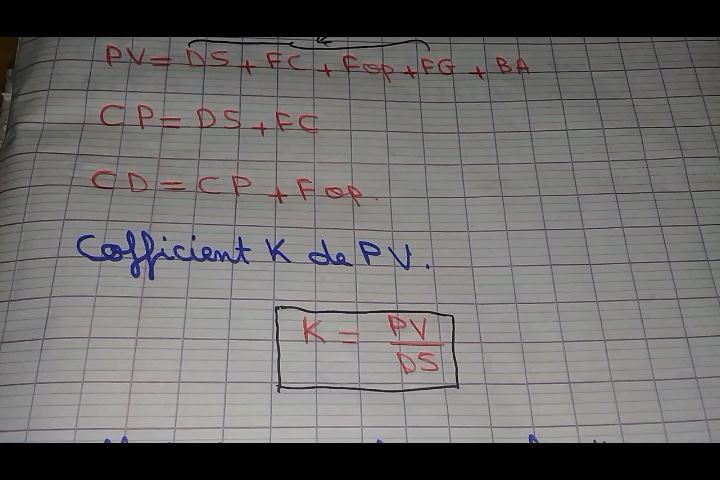 PV = DS + FC + Fop + FG + BA
CP = DS + FC
CD = CP + Fop.
Cofficient K de PV.
K = PV
DS